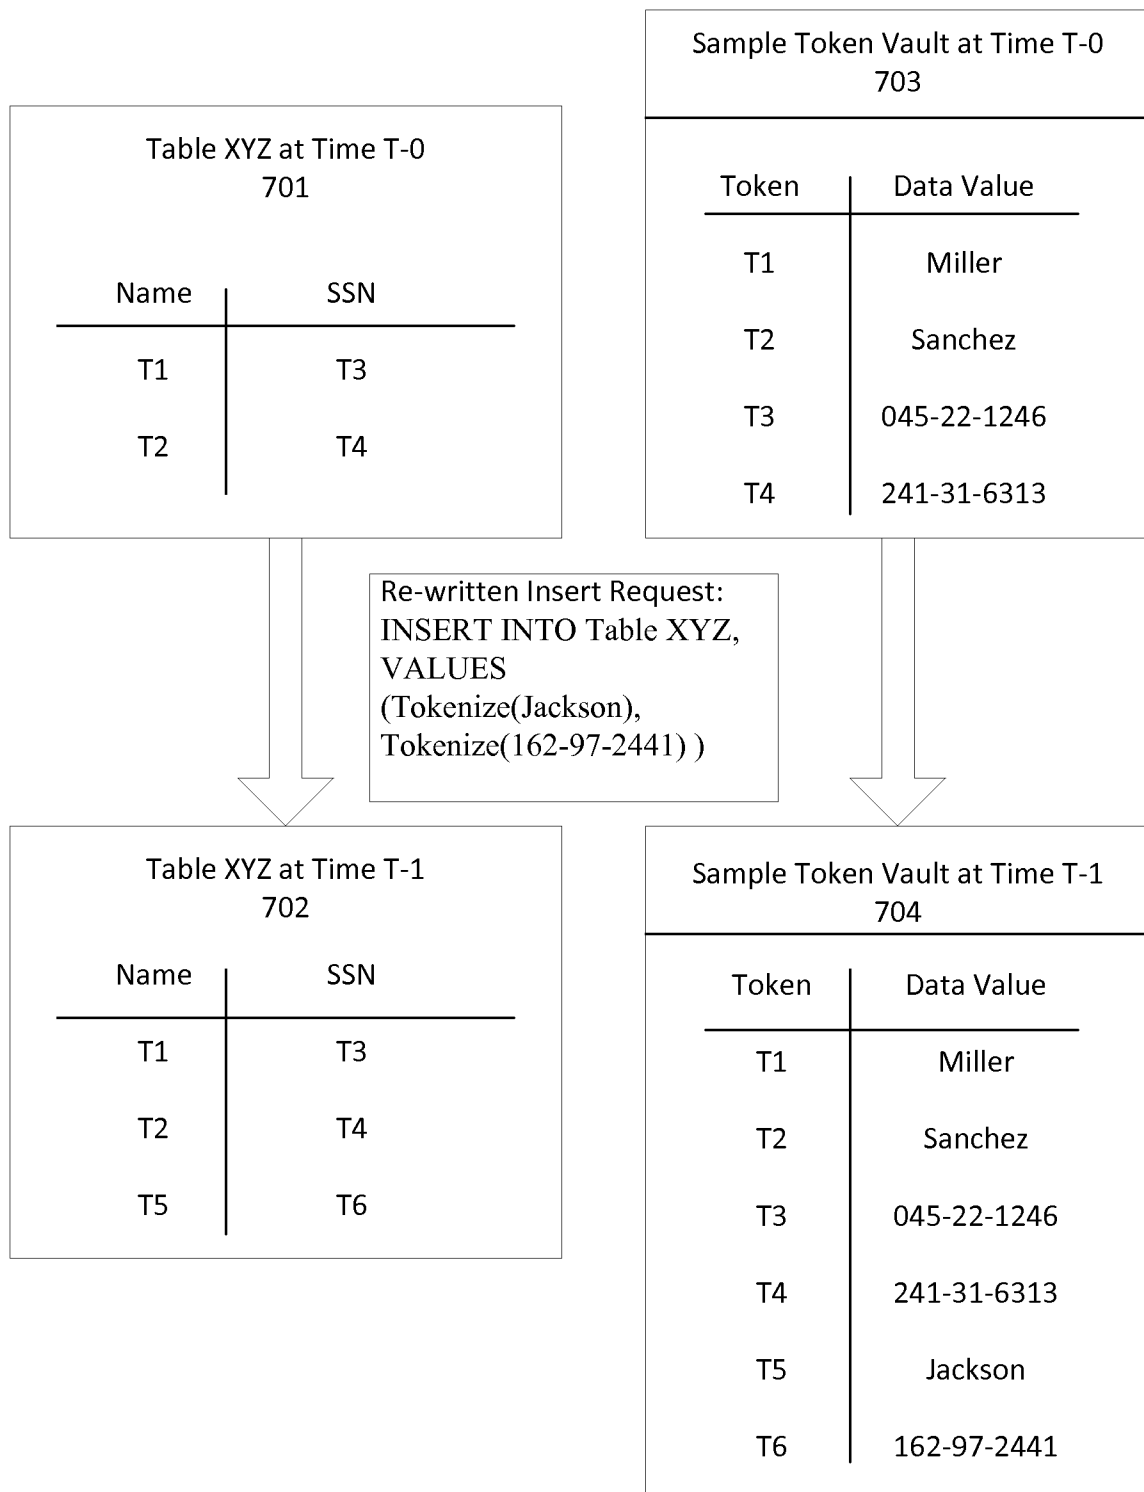 Table XYZ at Time T-0
701
Name SSN
T1 T3
T2 T4
Sample Token Vault at Time T-0
703
Token Data Value
T1 Miller
T2 Sanchez
T3 045-22-1246
T4 241-31-6313
Re-written Insert Request:
INSERT INTO Table XYZ,
VALUES
(Tokenize(Jackson),
Tokenize(162-97-2441) )
Table XYZ at Time T-1
702
Name SSN
T1 T3
T2 T4
T5 T6
Sample Token Vault at Time T-1
704
Token Data Value
T1 Miller
T2 Sanchez
T3 045-22-1246
T4 241-31-6313
T5 Jackson
T6 162-97-2441